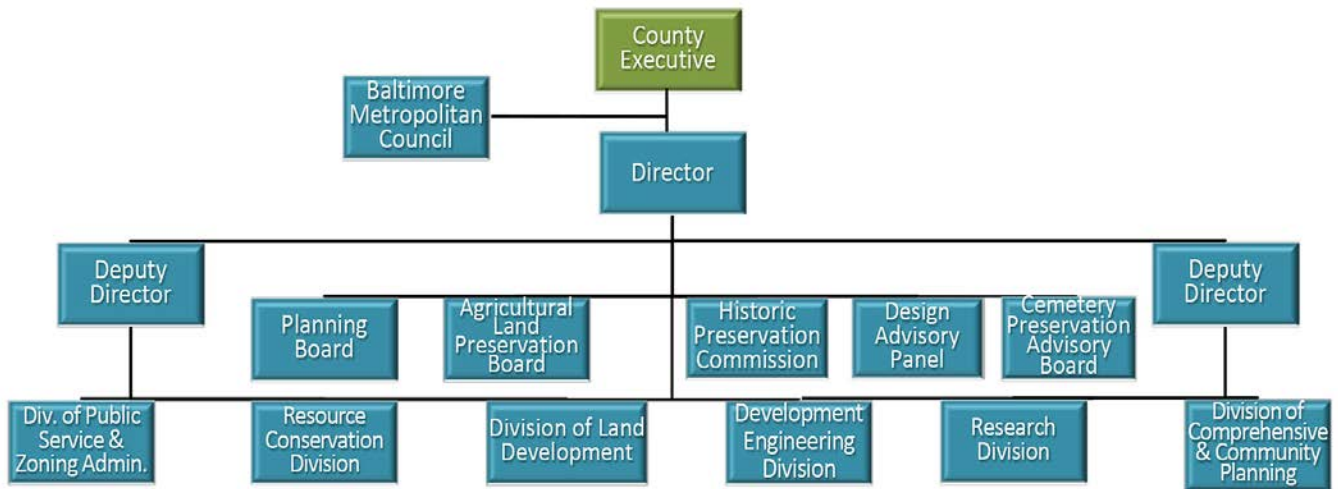 County
Executive
Baltimore
Metropolitan
Council
Director
Deputy
Director
Deputy
Director
Planning
Board
Agricultural
Land
Preservation
Board
Historic
Preservation
Commission
Design
Advisory
Panel
Cemetery
Preservation
Advisory
Board
Div. of Public
Service &
Zoning Admin.
Resource
Conservation
Division
Division of Land
Development
Development
Engineering
Division
Research
Division
Division of
Comprehensive
& Community
Planning